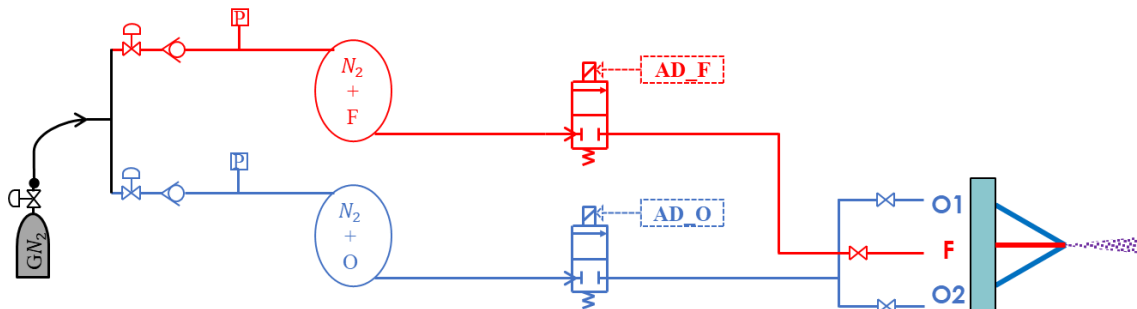 P
N₂
+
F
AD_F
P
N₂
+
O
AD_O
GN₂
O1
F
O2